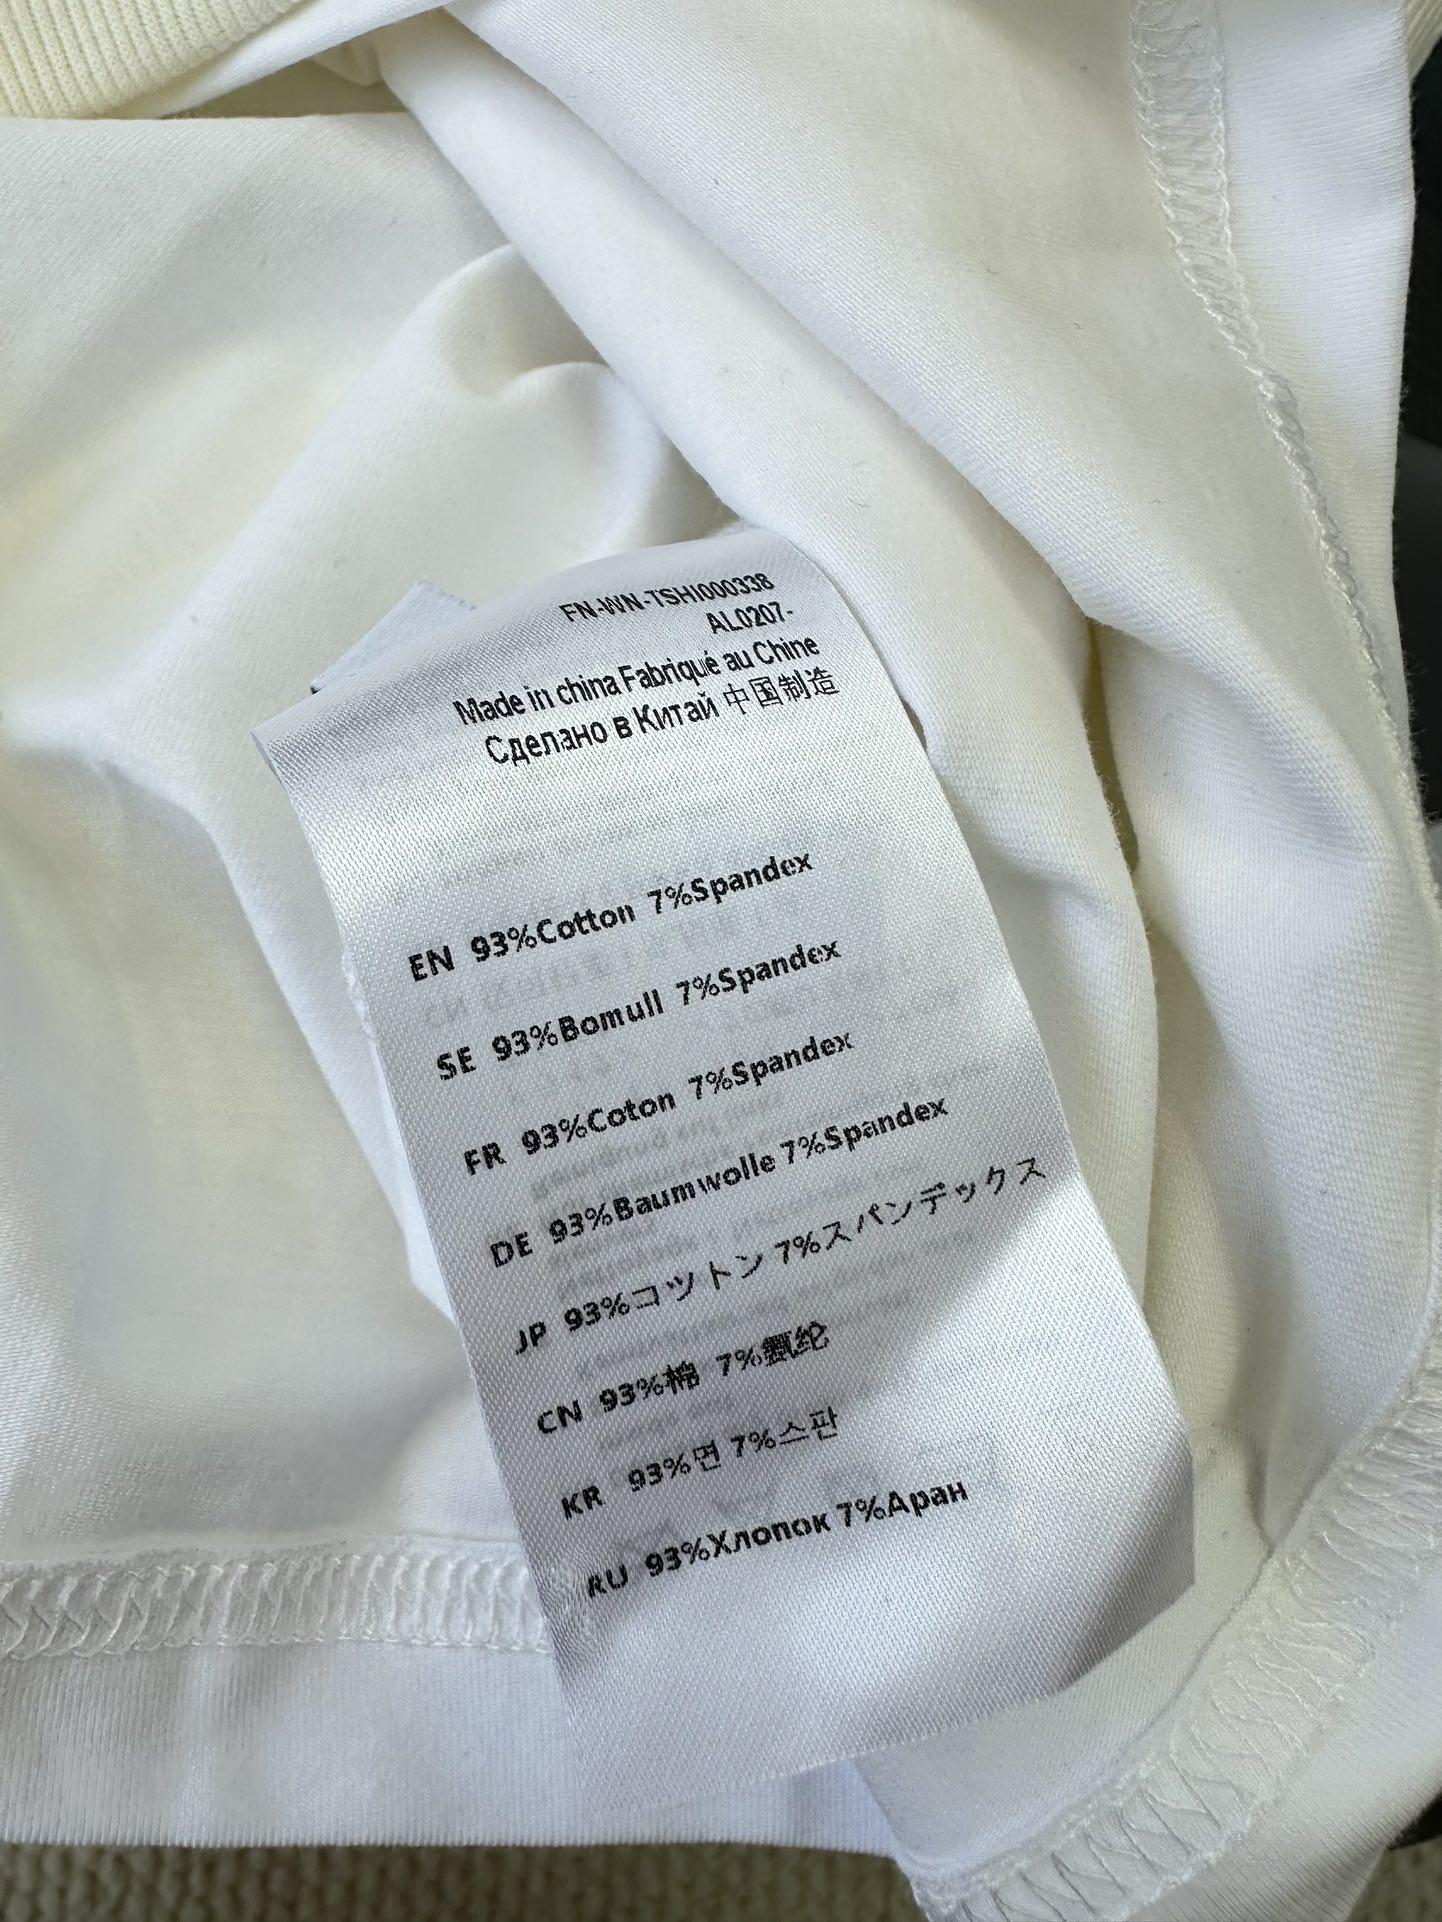 FN-WN-TSHI000338
AL0207-
Made in china Fabriqué au Chine
Сделано в Китай 中国制造
EN 93%Cotton 7%Spandex
SE 93%Bomull 7%Spandex
FR 93%Coton 7%Spandex
DE 93%Baumwolle 7%Spandex
JP 93%コットン 7%スパンデックス
CN 93%棉 7%氨纶
KR 93%면 7%스판
RU 93%Хлопок 7%Аран